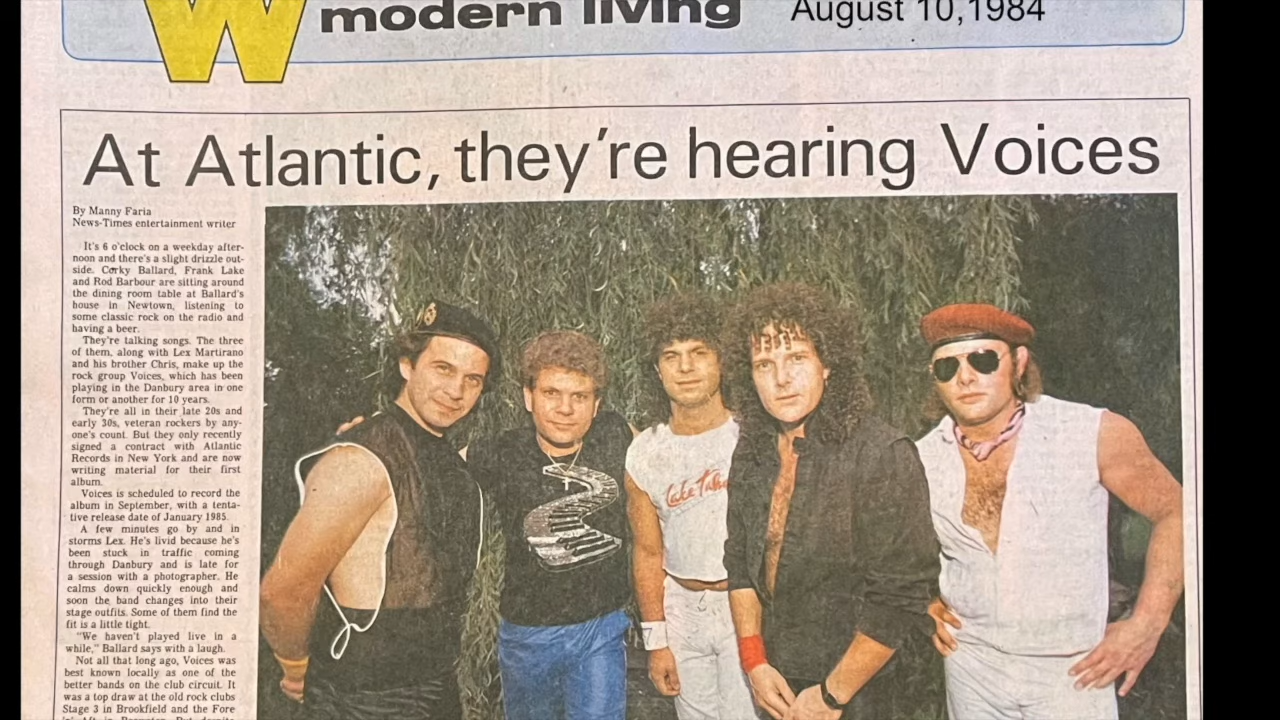 W modern living August 10,1984
At Atlantic, they're hearing Voices
By Manny Faria
News-Times entertainment writer
It's 6 o'clock on a weekday after-
noon and there's a slight drizzle out-
side. Corky Ballard, Frank Lake
and Rod Barbour are sitting around
the dining room table at Ballard's
house in Newtown, listening to
some classic rock on the radio and
having a beer.
They're talking songs. The three
of them, along with Lex Martirano
and his brother Chris, make up the
rock group Voices, which has been
playing in the Danbury area in one
form or another for 10 years.
They're all in their late 20s and
early 30s, veteran rockers by any-
one's count. But they only recently
signed a contract with Atlantic
Records in New York and are now
writing material for their first
album.
Voices is scheduled to record the
album in September, with a tenta-
tive release date of January 1985.
A few minutes go by and in
storms Lex. He's livid because he's
been stuck in traffic coming
through Danbury and is late for
a session with a photographer. He
calms down quickly enough and
soon the band changes into their
stage outfits. Some of them find the
fit is a little tight.
"We haven't played live in a
while," Ballard says with a laugh.
Not all that long ago, Voices was
best known locally as one of the
better bands on the club circuit. It
was a top draw at the old rock clubs
Stage 3 in Brookfield and the Fore